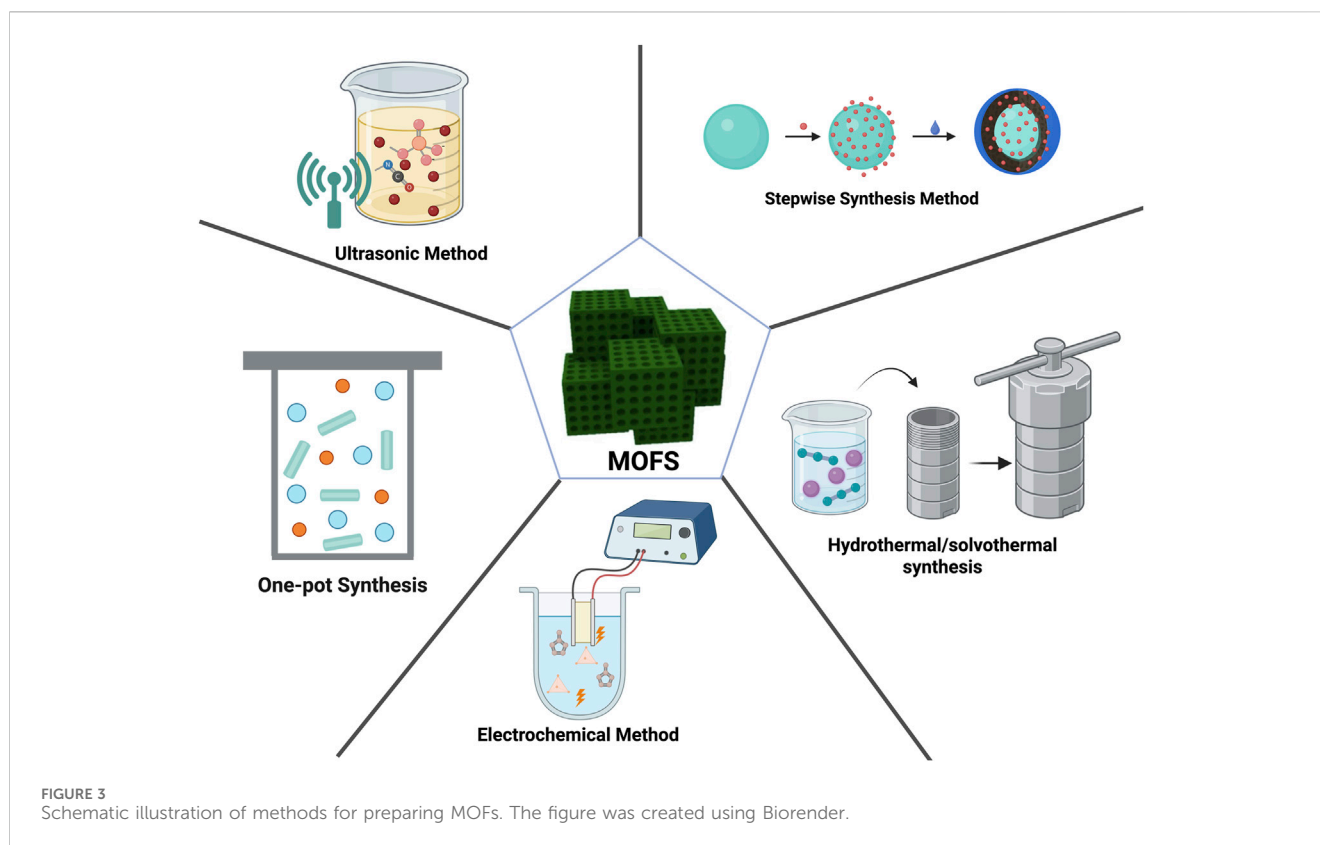 Ultrasonic Method
Stepwise Synthesis Method
N
C
O
MOFS
One-pot Synthesis
Hydrothermal/solvothermal
synthesis
Electrochemical Method
FIGURE 3
Schematic illustration of methods for preparing MOFs. The figure was created using Biorender.